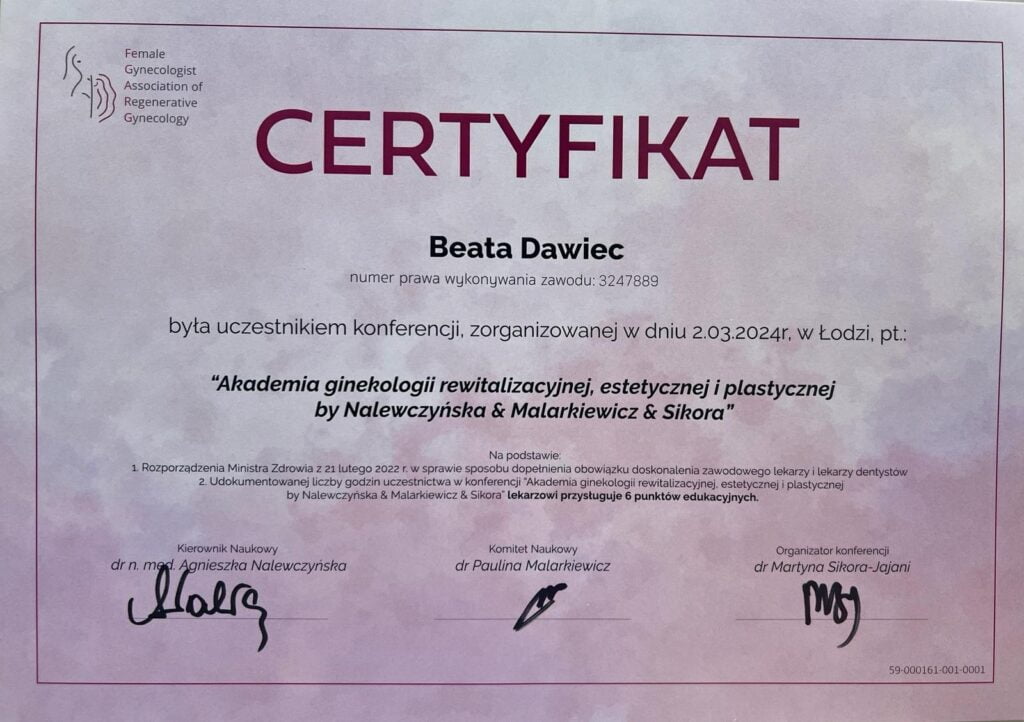 Female
Gynecologist
Association of
Regenerative
Gynecology
CERTYFIKAT
Beata Dawiec
numer prawa wykonywania zawodu: 3247889
była uczestnikiem konferencji, zorganizowanej w dniu 2.03.2024r, w Łodzi, pt.:
"Akademia ginekologii rewitalizacyjnej, estetycznej i plastycznej
by Nalewczyńska & Malarkiewicz & Sikora"
Na podstawie:
1. Rozporządzenia Ministra Zdrowia z 21 lutego 2022 r. w sprawie sposobu dopełnienia obowiązku doskonalenia zawodowego lekarzy i lekarzy dentystów
2. Udokumentowanej liczby godzin uczestnictwa w konferencji "Akademia ginekologii rewitalizacyjnej, estetycznej i plastycznej
by Nalewczyńska & Malarkiewicz & Sikora" lekarzowi przysługuje 6 punktów edukacyjnych.
Kierownik Naukowy
dr n. med. Agnieszka Nalewczyńska
Komitet Naukowy
dr Paulina Malarkiewicz
Organizator konferencji
dr Martyna Sikora-Jajani
59-000161-001-0001